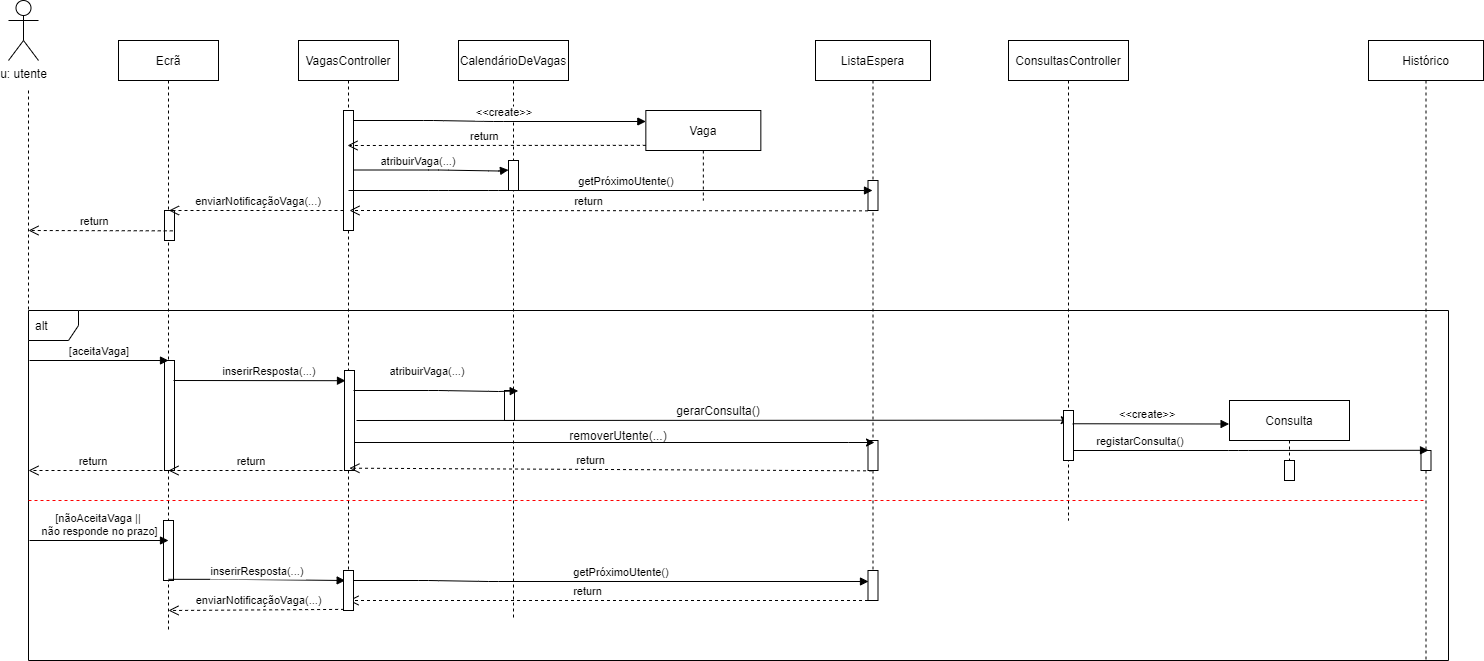 u: utente
Ecrã
VagasController
CalendárioDeVagas
ListaEspera
ConsultasController
Histórico
<<create>>
Vaga
return
atribuirVaga(...)
getPróximoUtente()
enviarNotificaçãoVaga(...)
return
return
alt
[aceitaVaga]
inserirResposta(...)
atribuirVaga(...)
gerarConsulta()
<<create>>
Consulta
removerUtente(...)
registarConsulta()
return
return
return
[nãoAceitaVaga ||
não responde no prazo]
inserirResposta(...)
getPróximoUtente()
return
enviarNotificaçãoVaga(...)